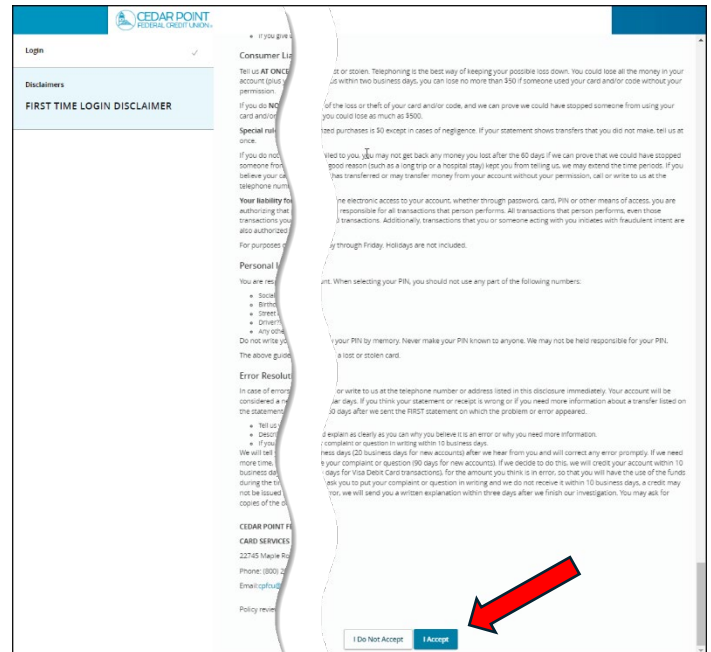 CEDAR POINT
FEDERAL CREDIT UNION
Login
Disclaimers
FIRST TIME LOGIN DISCLAIMER
If you give
Consumer
Tell us AT ONCE st or stolen. Telephoning is the best way of keeping your possible loss down. You could lose all the money in your
account (plus us within two business days, you can lose no more than $50 if someone used your card and/or code without your
permission.
If you do NO of the loss or theft of your card and/or code, and we can prove we could have stopped someone from using your
card and/or you could lose as much as $500.
Special rul ized purchases is $0 except in cases of negligence. If your statement shows transfers that you did not make, tell us at
once.
If you do not iled to you, you may not get back any money you lost after the 60 days if we can prove that we could have stopped
someone from good reason (such as a long trip or a hospital stay) kept you from telling us, we may extend the time periods. If you
believe your ca has transferred or may transfer money from your account without your permission, call or write to us at the
telephone num
Your liability fo ne electronic access to your account, whether through password, card, PIN or other means of access, you are
authorizing that responsible for all transactions that person performs. All transactions that person performs, even those
transactions you d transactions. Additionally, transactions that you or someone acting with you initiates with fraudulent intent are
also authorized
For purposes y through Friday. Holidays are not included.
Personal
You are res unt. When selecting your PIN, you should not use any part of the following numbers:
Social
Birthd
Street
Driver
Any othe
Do not write yo your PIN by memory. Never make your PIN known to anyone. We may not be held responsible for your PIN.
The above guide a lost or stolen card.
Error Resolut
In case of errors or write to us at the telephone number or address listed in this disclosure immediately. Your account will be
considered a ne ar days. If you think your statement or receipt is wrong or if you need more information about a transfer listed on
the statement 0 days after we sent the FIRST statement on which the problem or error appeared.
Tell us
Descri d explain as clearly as you can why you believe it is an error or why you need more information.
If you complaint or question in writing within 10 business days.
We will tell ness days (20 business days for new accounts) after we hear from you and will correct any error promptly. If we need
more time, e your complaint or question (90 days for new accounts). If we decide to do this, we will credit your account within 10
business da days for Visa Debit Card transactions), for the amount you think is in error, so that you will have the use of the funds
during the ti ask you to put your complaint or question in writing and we do not receive it within 10 business days, a credit may
not be issued ror, we will send you a written explanation within three days after we finish our investigation. You may ask for
copies of the d
CEDAR POINT F
CARD SERVICES
22745 Maple Ro
Phone: (800) 2
Email:cpfcu@
Policy revie
I Do Not Accept
I Accept